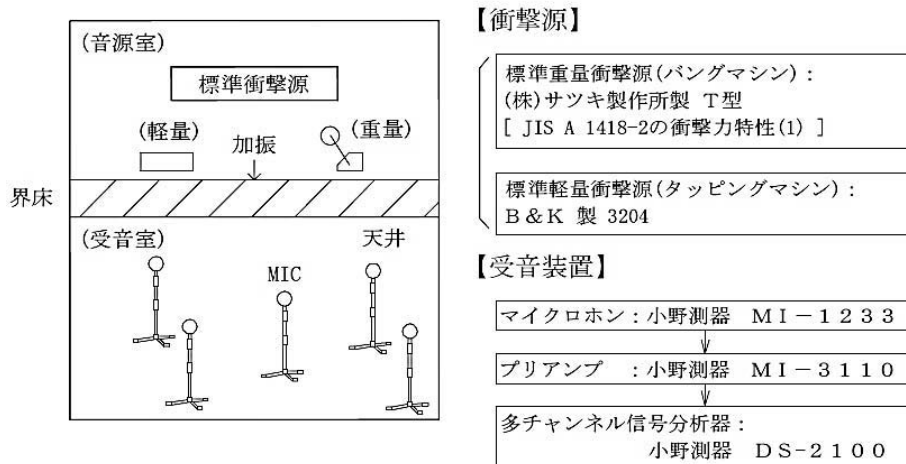 (音源室)
標準衝撃源
(軽量)
加振
(重量)
界床
(受音室)
天井
MIC
【衝撃源】
標準重量衝撃源(バングマシン):
(株)サツキ製作所製 T型
[ JIS A 1418-2の衝撃力特性(1) ]
標準軽量衝撃源(タッピングマシン):
B&K 製 3204
【受音装置】
マイクロホン:小野測器 MI-1233
プリアンプ :小野測器 MI-3110
多チャンネル信号分析器:
小野測器 DS-2100